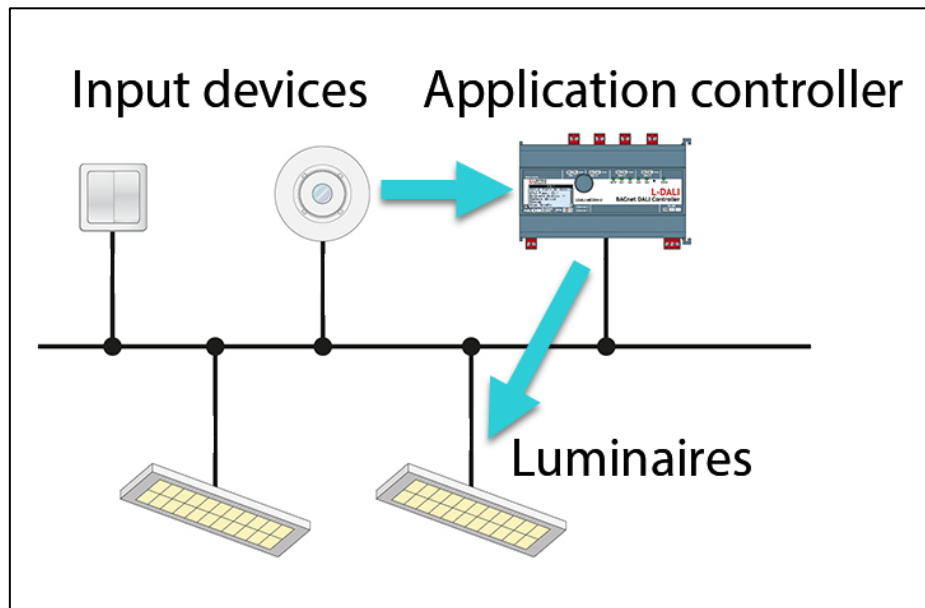 Input devices
Application controller
L-DALI
BACnet DALI Controller
Luminaires